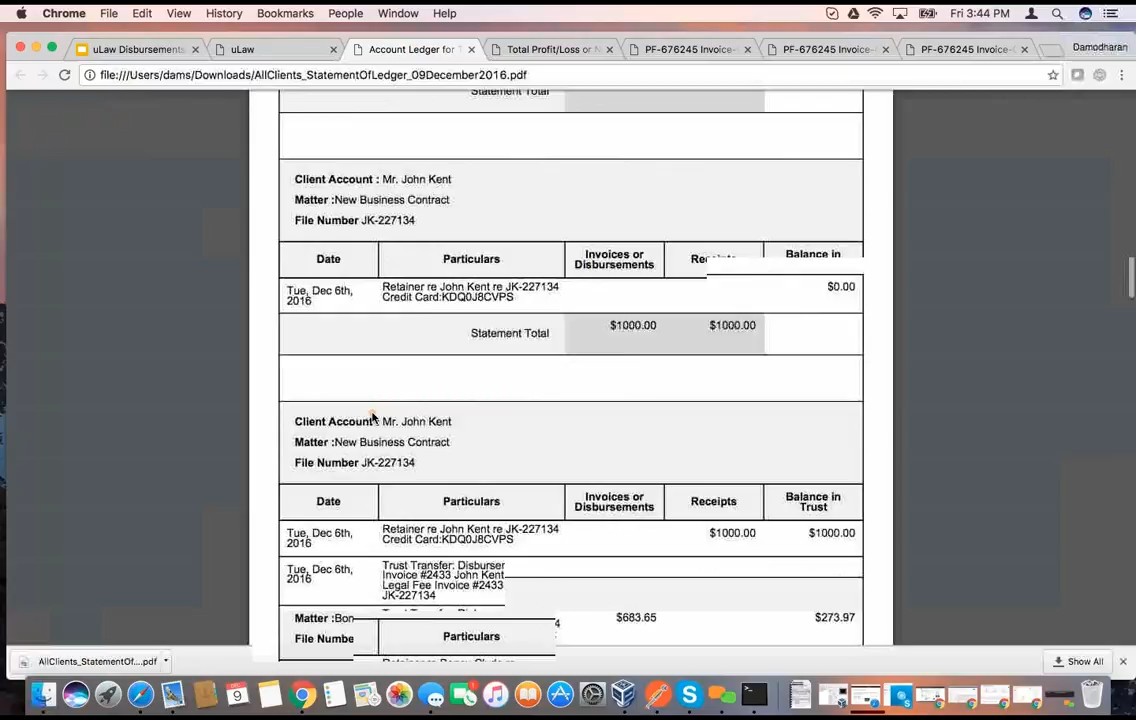 Chrome File Edit View History Bookmarks People Window Help Fri 3:44 PM
uLaw Disbursements uLaw Account Ledger for Total Profit/Loss or N PF-676245 Invoice- PF-676245 Invoice- PF-676245 Invoice- Damodharan
file:///Users/dams/Downloads/AllClients_StatementOfLedger_09December2016.pdf
Statement Total
Client Account : Mr. John Kent
Matter :New Business Contract
File Number JK-227134
Date Particulars Invoices or Disbursements Receipts Balance in
Tue, Dec 6th, 2016
Retainer re John Kent re JK-227134
Credit Card:KDQ0J8CVPS
$0.00
Statement Total $1000.00 $1000.00
Client Account : Mr. John Kent
Matter :New Business Contract
File Number JK-227134
Date Particulars Invoices or Disbursements Receipts Balance in Trust
Tue, Dec 6th, 2016
Retainer re John Kent re JK-227134
Credit Card:KDQ0J8CVPS
$1000.00 $1000.00
Tue, Dec 6th, 2016
Trust Transfer: Disburser
Invoice #2433 John Kent
Legal Fee Invoice #2433
JK-227134
Matter :Bon $683.65 $273.97
File Numbe Particulars
AllClients_StatementOf....pdf Show All
9